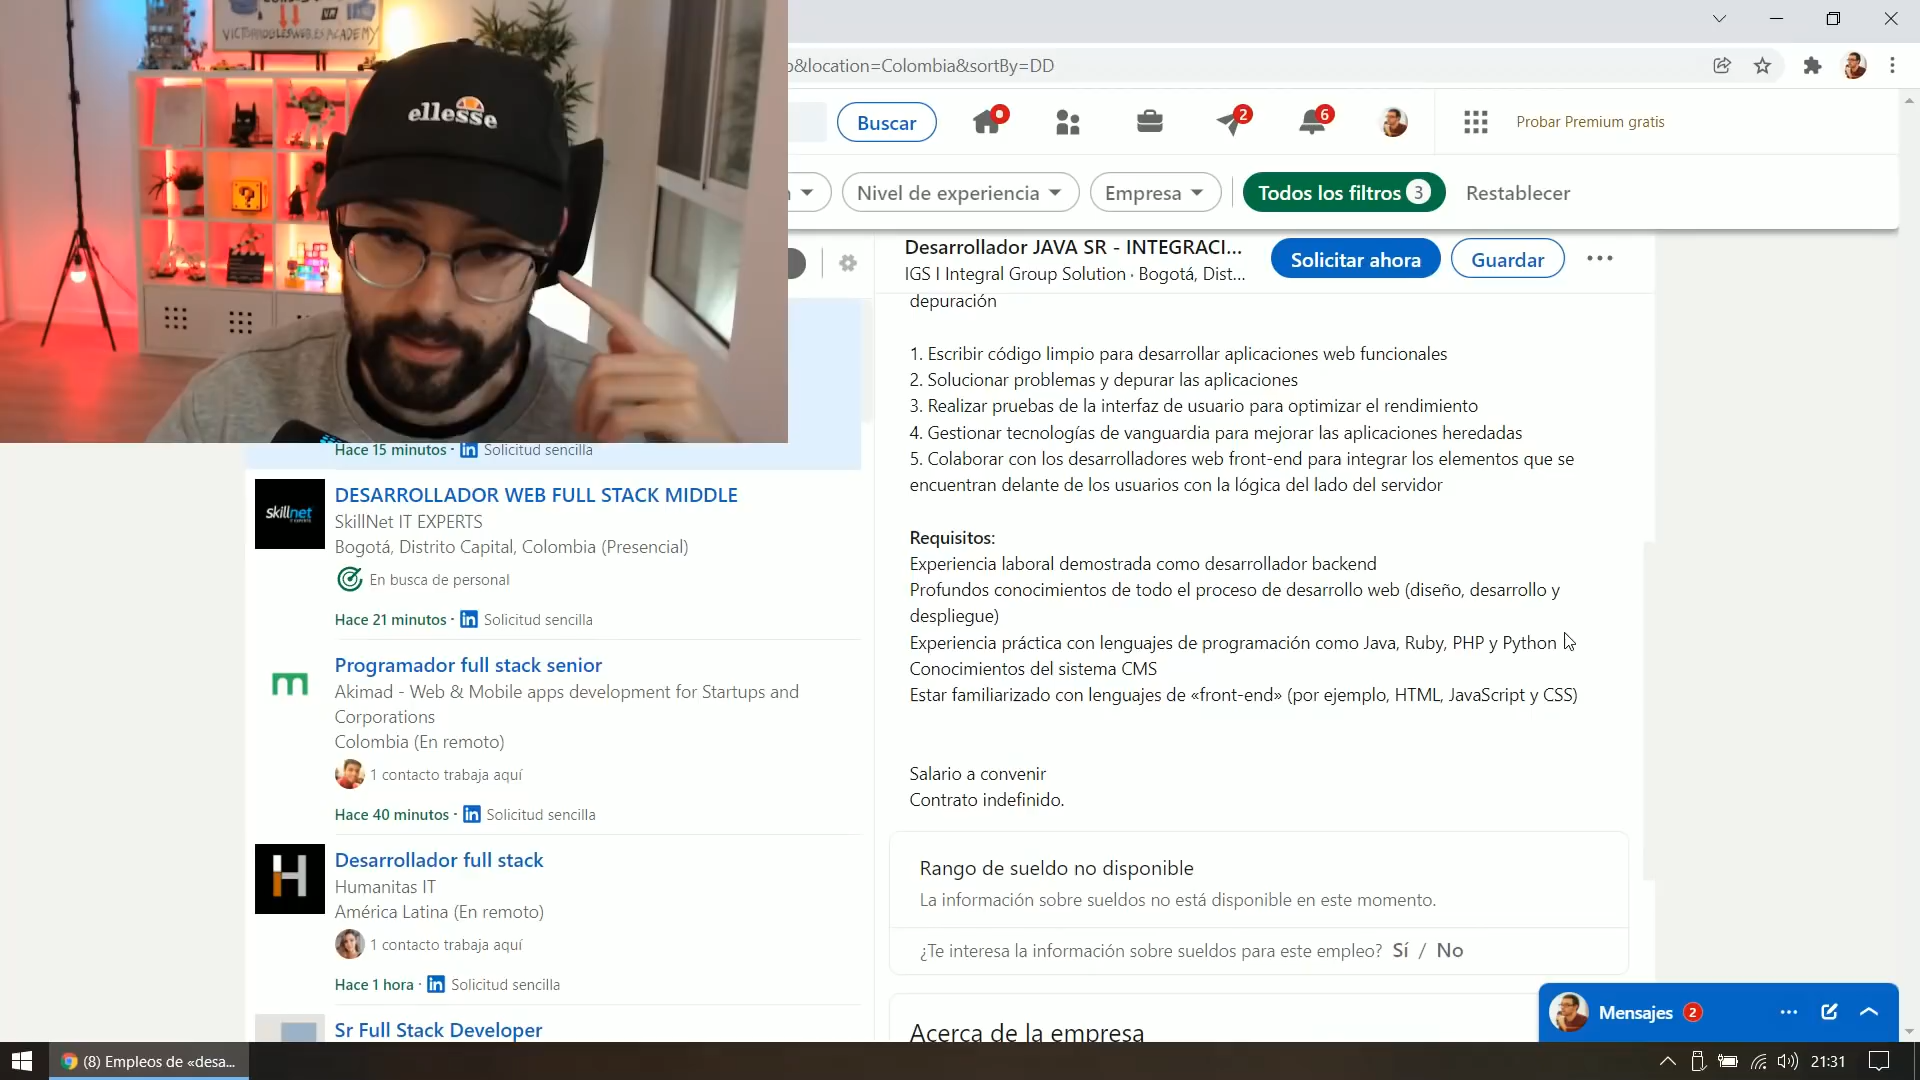 VICTORROBLESWEB.ES/ACADEMY
ellesse
&location=Colombia&sortBy=DD
Buscar
2
6
Probar Premium gratis
Nivel de experiencia
Empresa
Todos los filtros 3
Restablecer
Hace 15 minutos · in Solicitud sencilla
skillnet
IT EXPERTS
DESARROLLADOR WEB FULL STACK MIDDLE
SkillNet IT EXPERTS
Bogotá, Distrito Capital, Colombia (Presencial)
En busca de personal
Hace 21 minutos · in Solicitud sencilla
m
Programador full stack senior
Akimad - Web & Mobile apps development for Startups and
Corporations
Colombia (En remoto)
1 contacto trabaja aquí
Hace 40 minutos · in Solicitud sencilla
H
Desarrollador full stack
Humanitas IT
América Latina (En remoto)
1 contacto trabaja aquí
Hace 1 hora · in Solicitud sencilla
Sr Full Stack Developer
Desarrollador JAVA SR - INTEGRACI...
IGS I Integral Group Solution · Bogotá, Dist...
Solicitar ahora
Guardar
depuración
1. Escribir código limpio para desarrollar aplicaciones web funcionales
2. Solucionar problemas y depurar las aplicaciones
3. Realizar pruebas de la interfaz de usuario para optimizar el rendimiento
4. Gestionar tecnologías de vanguardia para mejorar las aplicaciones heredadas
5. Colaborar con los desarrolladores web front-end para integrar los elementos que se
encuentran delante de los usuarios con la lógica del lado del servidor
Requisitos:
Experiencia laboral demostrada como desarrollador backend
Profundos conocimientos de todo el proceso de desarrollo web (diseño, desarrollo y
despliegue)
Experiencia práctica con lenguajes de programación como Java, Ruby, PHP y Python
Conocimientos del sistema CMS
Estar familiarizado con lenguajes de «front-end» (por ejemplo, HTML, JavaScript y CSS)
Salario a convenir
Contrato indefinido.
Rango de sueldo no disponible
La información sobre sueldos no está disponible en este momento.
¿Te interesa la información sobre sueldos para este empleo? Sí / No
Acerca de la empresa
Mensajes 2
(8) Empleos de «desa...
21:31